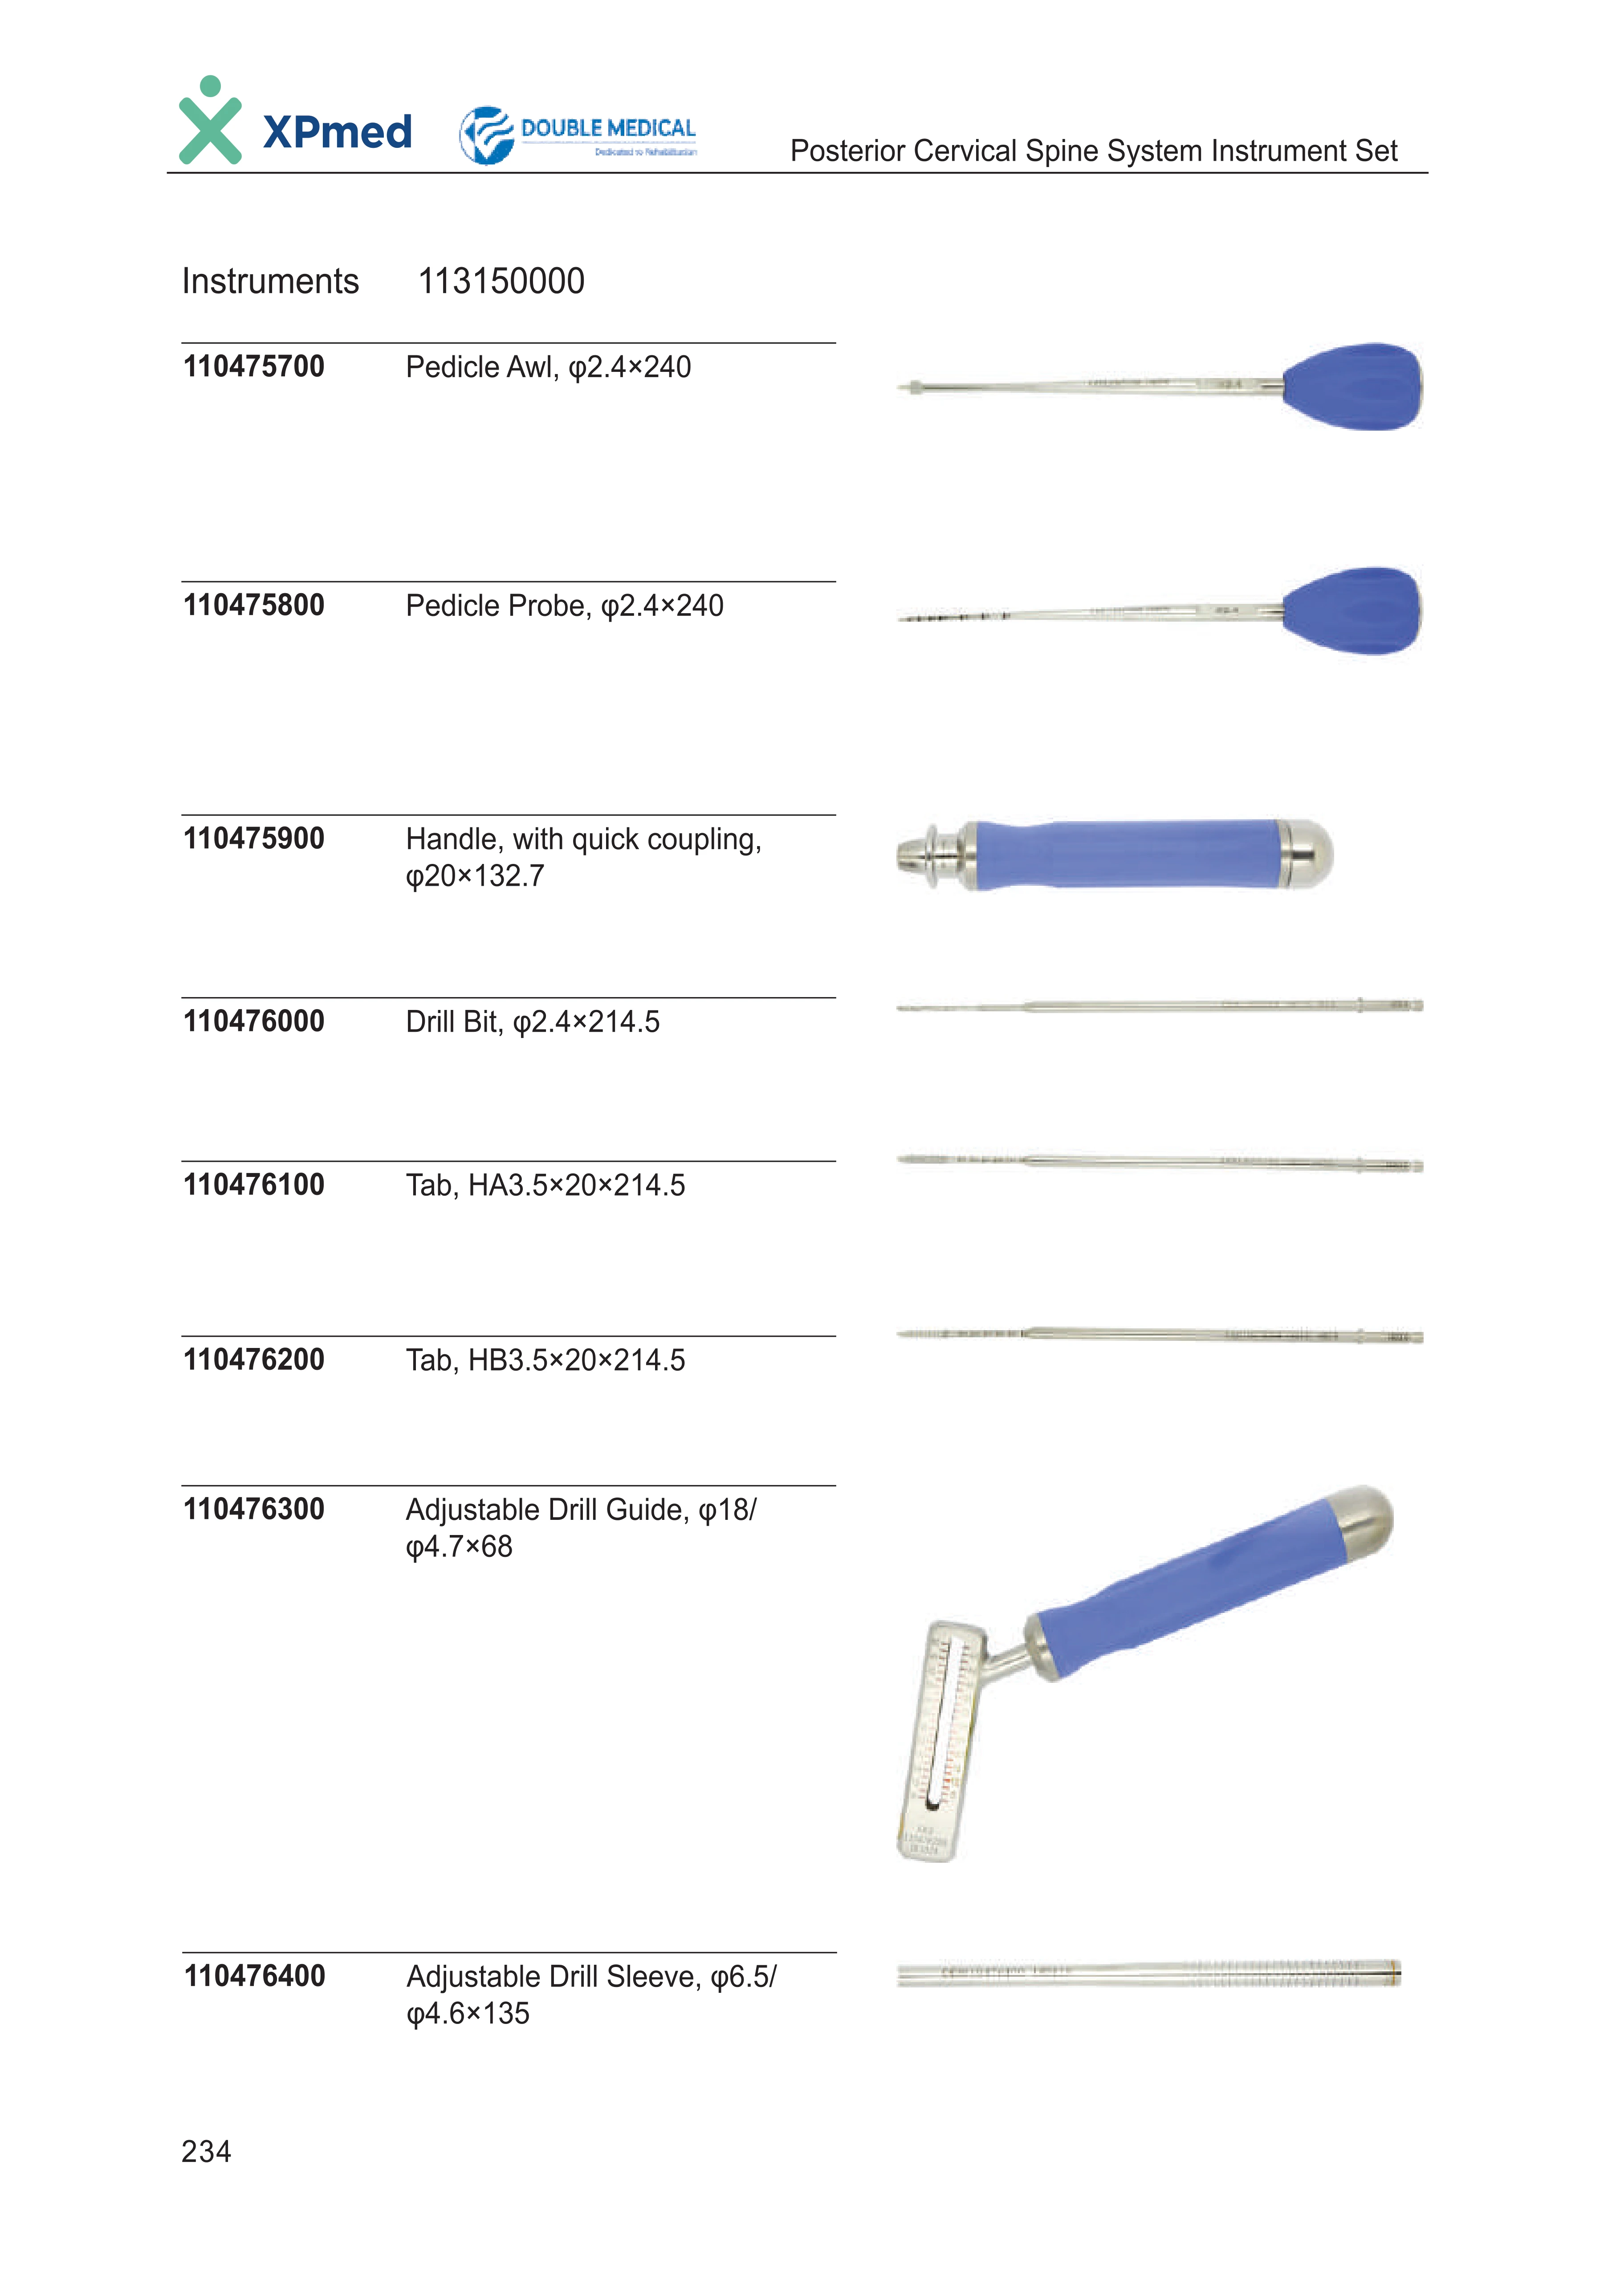 XPmed
DOUBLE MEDICAL
Dedicated to Rehabilitation
Posterior Cervical Spine System Instrument Set
Instruments 113150000
110475700 Pedicle Awl, φ2.4×240
110475800 Pedicle Probe, φ2.4×240
110475900 Handle, with quick coupling,
φ20×132.7
110476000 Drill Bit, φ2.4×214.5
110476100 Tab, HA3.5×20×214.5
110476200 Tab, HB3.5×20×214.5
110476300 Adjustable Drill Guide, φ18/
φ4.7×68
110476400 Adjustable Drill Sleeve, φ6.5/
φ4.6×135
234